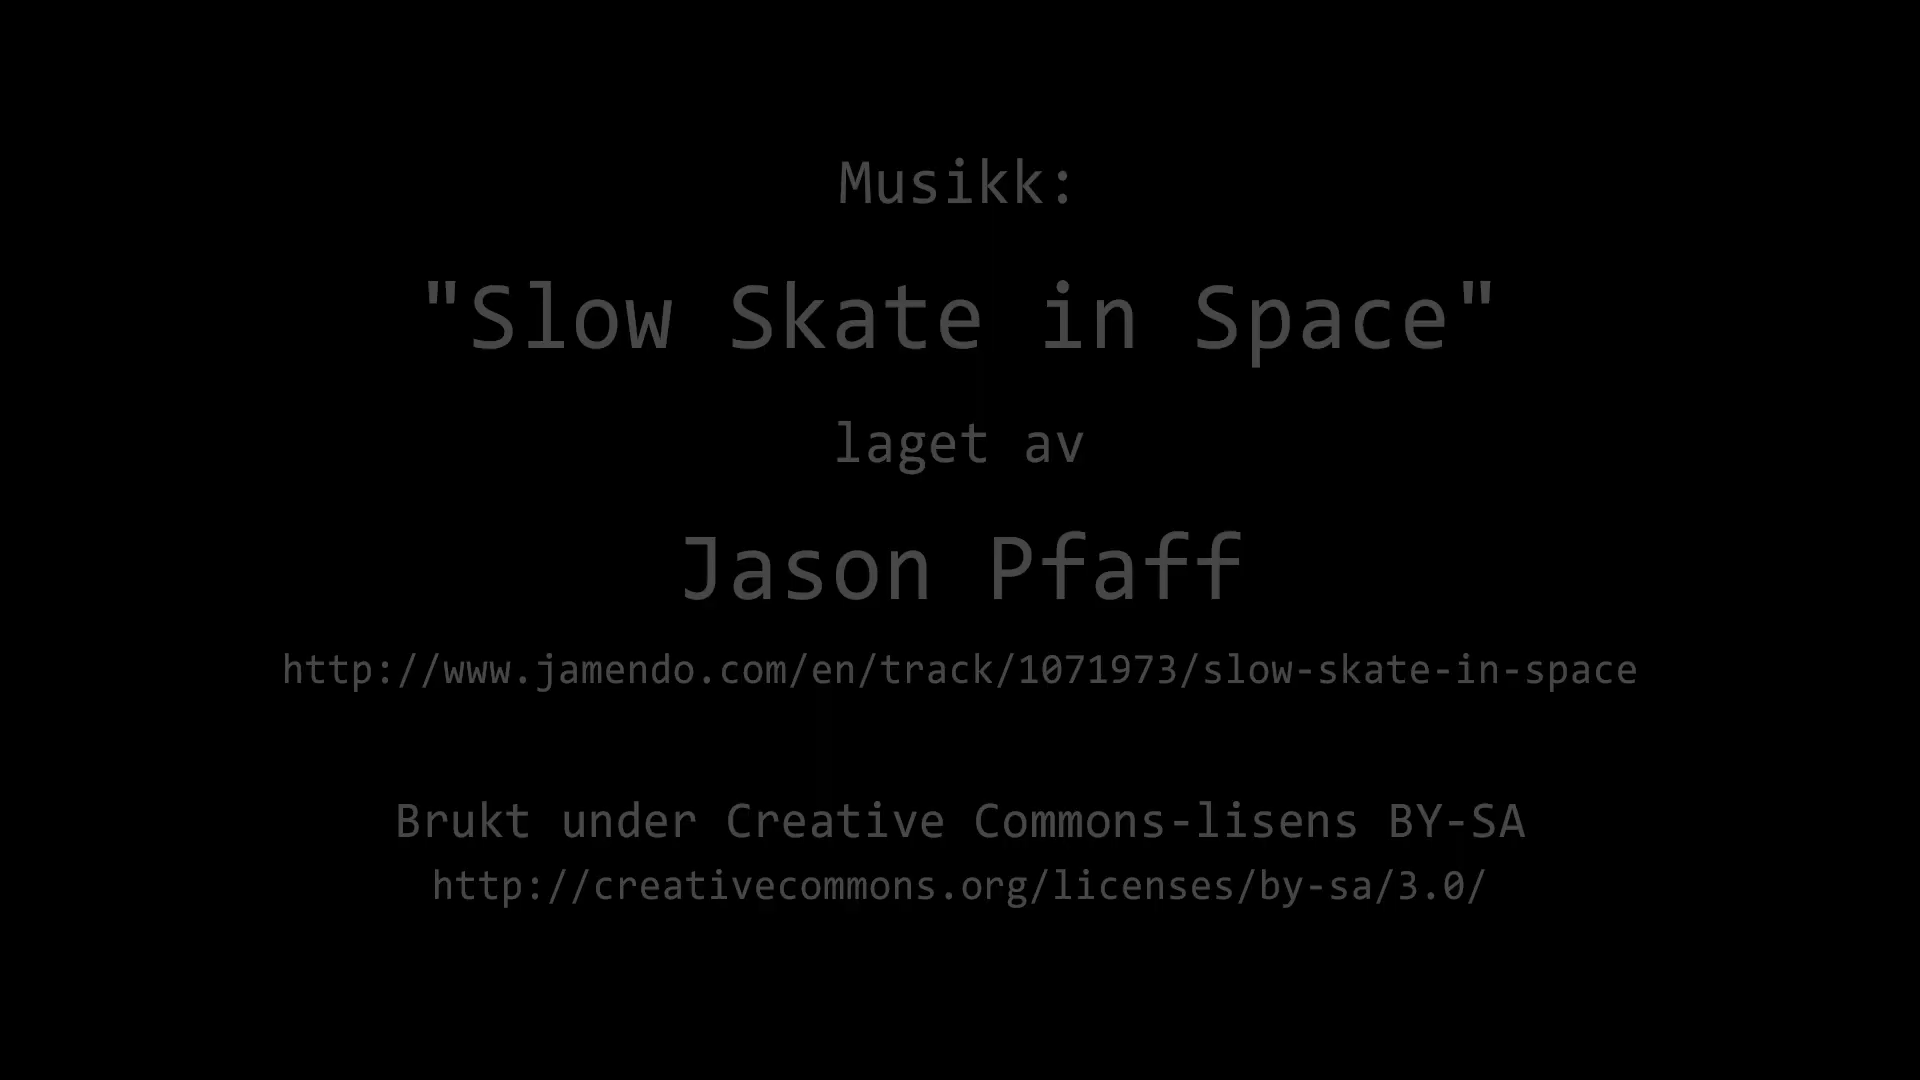 Musikk:
"Slow Skate in Space"
laget av
Jason Pfaff
http://www.jamendo.com/en/track/1071973/slow-skate-in-space
Brukt under Creative Commons-lisens BY-SA
http://creativecommons.org/licenses/by-sa/3.0/